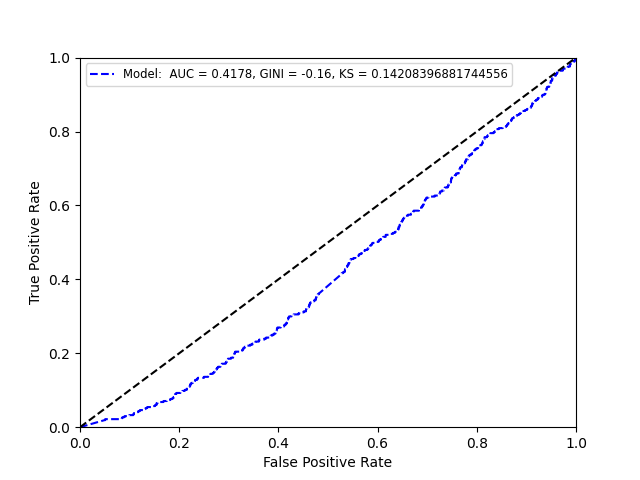 Model:  AUC = 0.4178, GINI = -0.16, KS = 0.14208396881744556
True Positive Rate
1.0
0.8
0.6
0.4
0.2
0.0
0.0 0.2 0.4 0.6 0.8 1.0
False Positive Rate